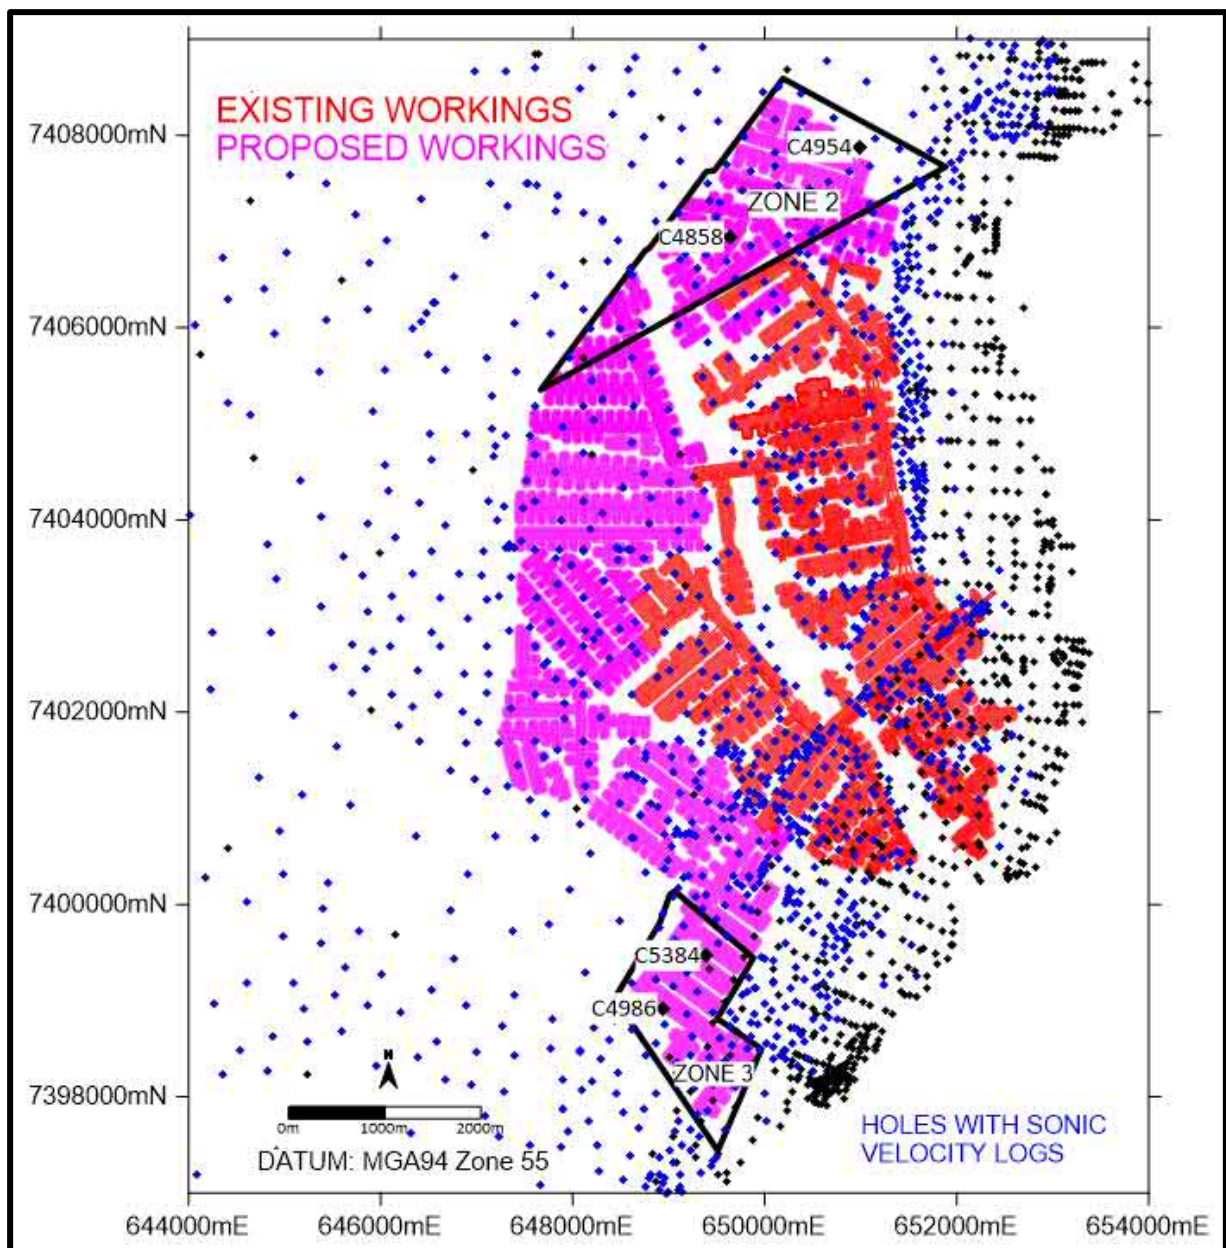 EXISTING WORKINGS
PROPOSED WORKINGS
7408000mN
C4954
ZONE 2
C4858
7406000mN
7404000mN
7402000mN
7400000mN
C5384
C4986
ZONE 3
7398000mN
N
0m 1000m 2000m
DATUM: MGA94 Zone 55
HOLES WITH SONIC
VELOCITY LOGS
644000mE 646000mE 648000mE 650000mE 652000mE 654000mE